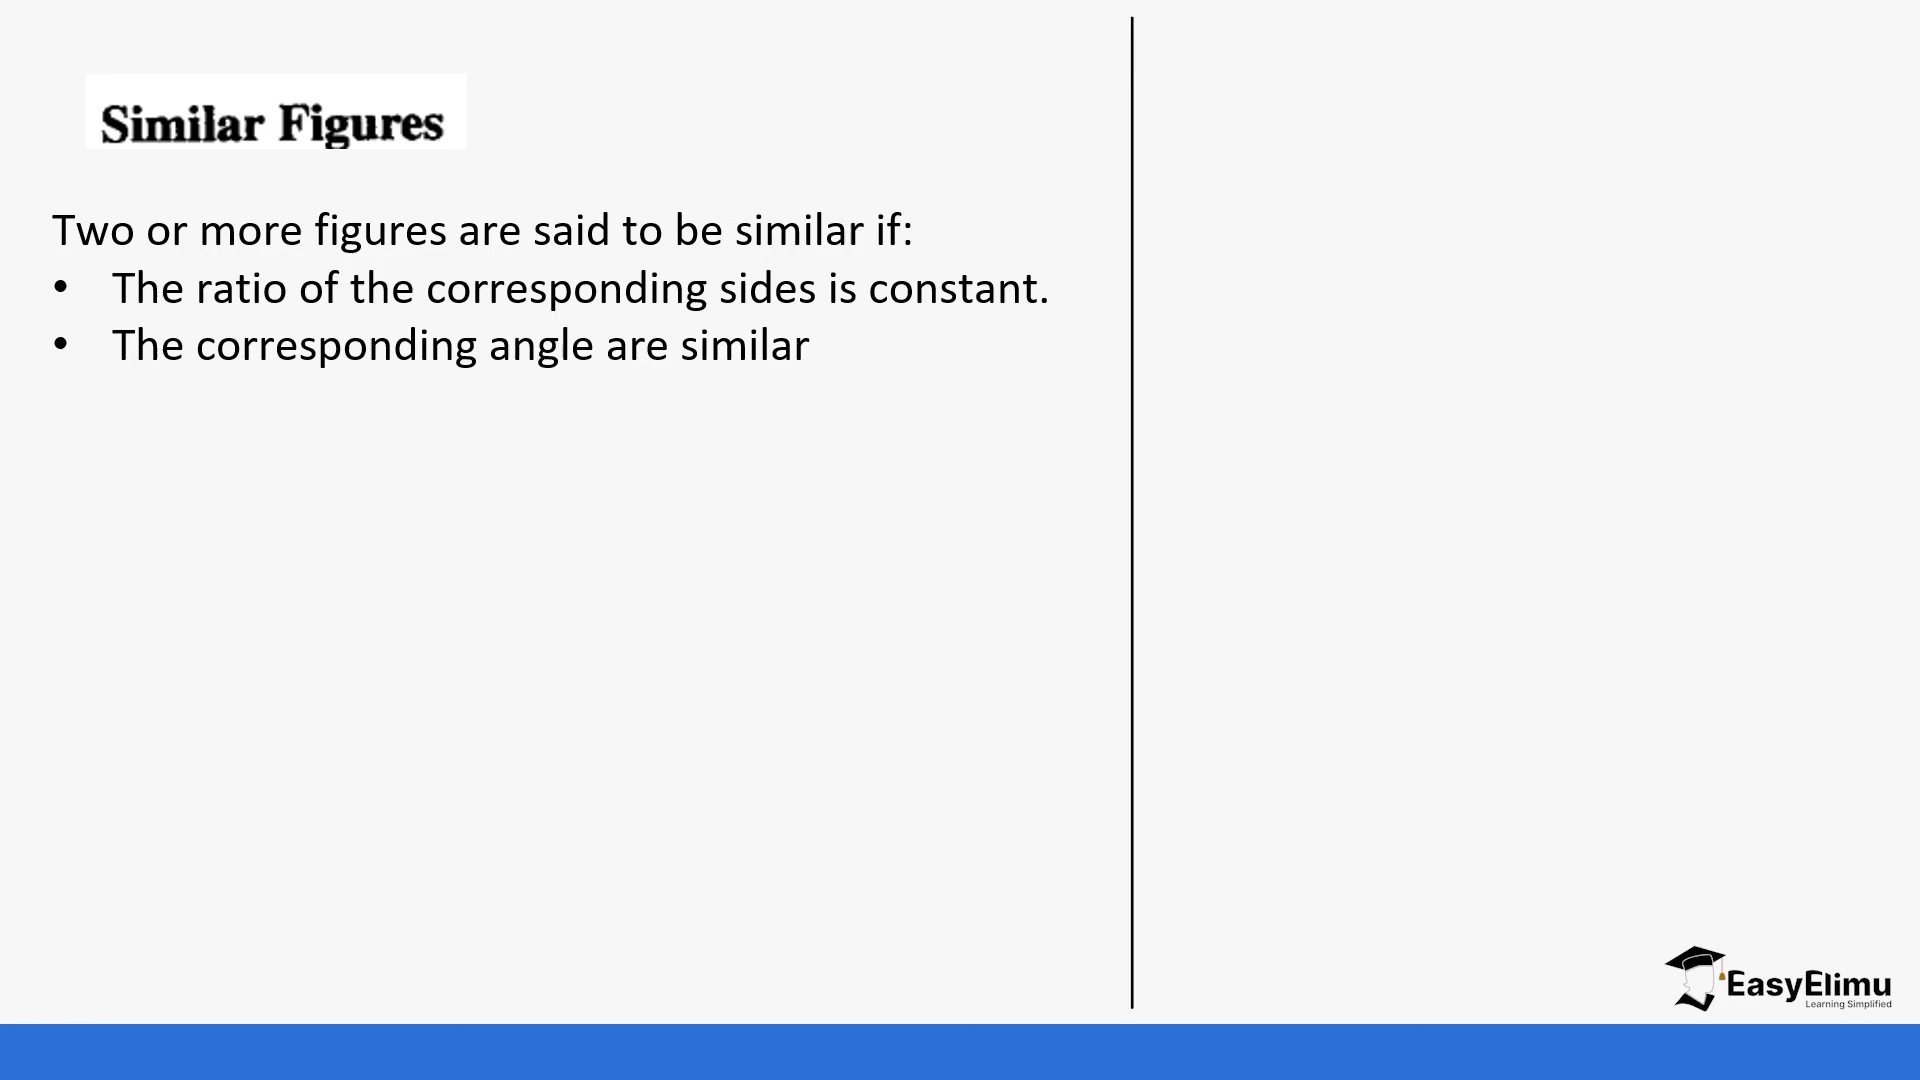 Similar Figures
Two or more figures are said to be similar if:
• The ratio of the corresponding sides is constant.
• The corresponding angle are similar
EasyElimu
Learning Simplified